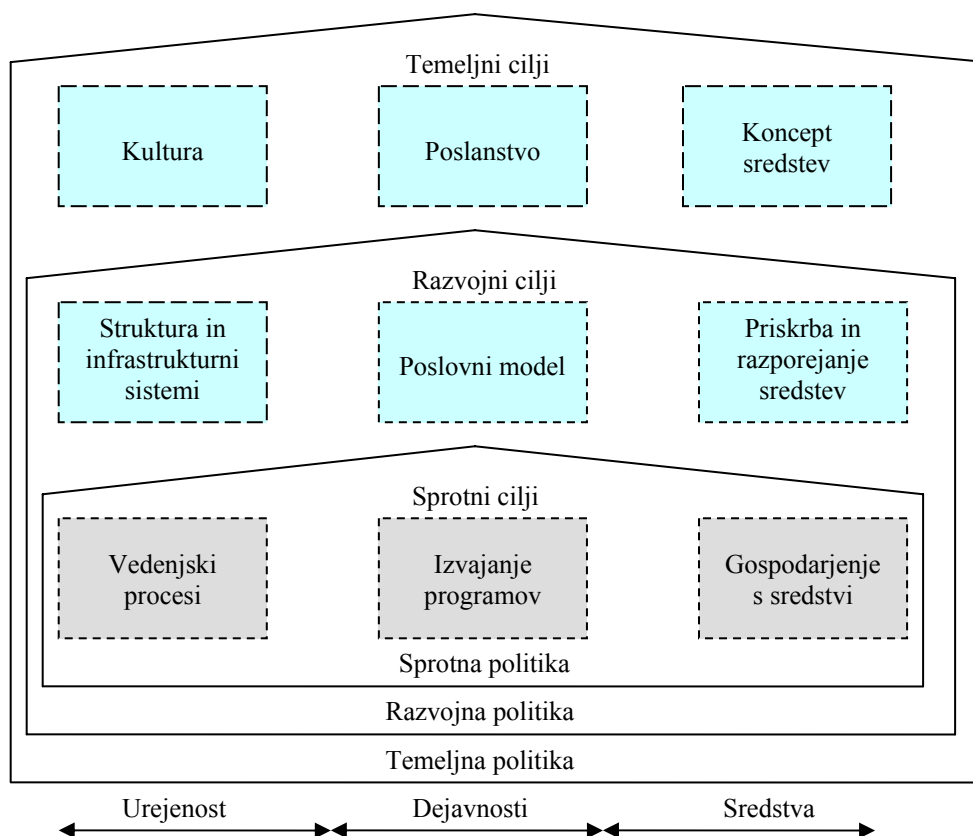 Temeljni cilji
Kultura
Poslanstvo
Koncept
sredstev
Razvojni cilji
Struktura in
infrastrukturni
sistemi
Poslovni model
Priskrba in
razporejanje
sredstev
Sprotni cilji
Vedenjski
procesi
Izvajanje
programov
Gospodarjenje
s sredstvi
Sprotna politika
Razvojna politika
Temeljna politika
Urejenost
Dejavnosti
Sredstva